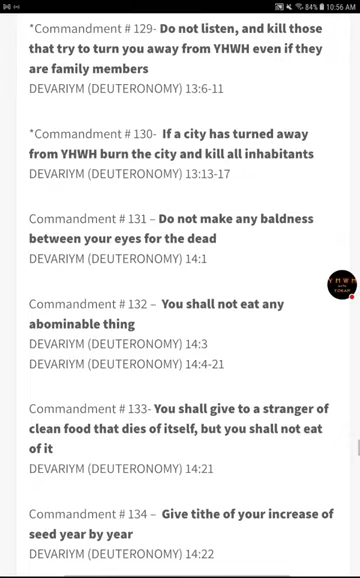 84% 10:56 AM
*Commandment # 129- Do not listen, and kill those
that try to turn you away from YHWH even if they
are family members
DEVARIYM (DEUTERONOMY) 13:6-11
*Commandment # 130- If a city has turned away
from YHWH burn the city and kill all inhabitants
DEVARIYM (DEUTERONOMY) 13:13-17
Commandment # 131 – Do not make any baldness
between your eyes for the dead
DEVARIYM (DEUTERONOMY) 14:1
Commandment # 132 – You shall not eat any
abominable thing
DEVARIYM (DEUTERONOMY) 14:3
DEVARIYM (DEUTERONOMY) 14:4-21
Commandment # 133- You shall give to a stranger of
clean food that dies of itself, but you shall not eat
of it
DEVARIYM (DEUTERONOMY) 14:21
Commandment # 134 – Give tithe of your increase of
seed year by year
DEVARIYM (DEUTERONOMY) 14:22